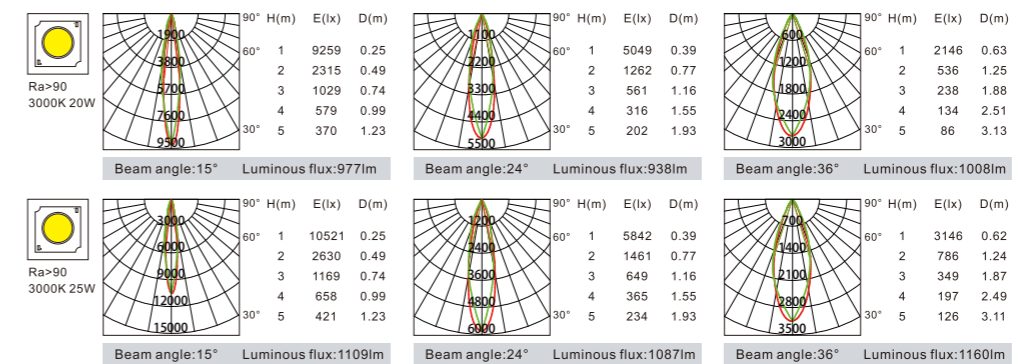 Ra>90
3000K 20W
1900
3800
5700
7600
9500
90° H(m) E(lx) D(m)
60° 1 9259 0.25
2 2315 0.49
3 1029 0.74
4 579 0.99
30° 5 370 1.23
Beam angle:15° Luminous flux:977lm
1100
2200
3300
4400
5500
90° H(m) E(lx) D(m)
60° 1 5049 0.39
2 1262 0.77
3 561 1.16
4 316 1.55
30° 5 202 1.93
Beam angle:24° Luminous flux:938lm
600
1200
1800
2400
3000
90° H(m) E(lx) D(m)
60° 1 2146 0.63
2 536 1.25
3 238 1.88
4 134 2.51
30° 5 86 3.13
Beam angle:36° Luminous flux:1008lm
Ra>90
3000K 25W
3000
6000
9000
12000
15000
90° H(m) E(lx) D(m)
60° 1 10521 0.25
2 2630 0.49
3 1169 0.74
4 658 0.99
30° 5 421 1.23
Beam angle:15° Luminous flux:1109lm
1200
2400
3600
4800
6000
90° H(m) E(lx) D(m)
60° 1 5842 0.39
2 1461 0.77
3 649 1.16
4 365 1.55
30° 5 234 1.93
Beam angle:24° Luminous flux:1087lm
700
1400
2100
2800
3500
90° H(m) E(lx) D(m)
60° 1 3146 0.62
2 786 1.24
3 349 1.87
4 197 2.49
30° 5 126 3.11
Beam angle:36° Luminous flux:1160lm